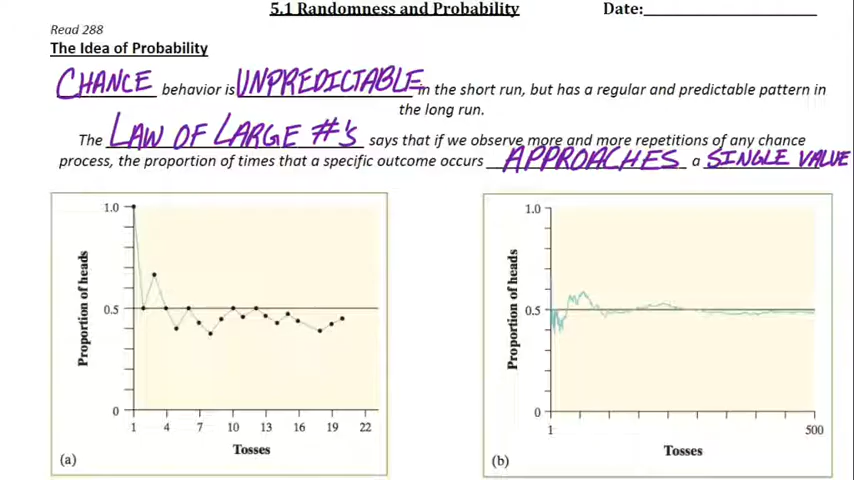 5.1 Randomness and Probability Date:
Read 288
The Idea of Probability
CHANCE behavior is UNPREDICTABLE in the short run, but has a regular and predictable pattern in
the long run.
The LAW OF LARGE #'s says that if we observe more and more repetitions of any chance
process, the proportion of times that a specific outcome occurs APPROACHES a SINGLE VALUE
1.0
0.5
0
Proportion of heads
1 4 7 10 13 16 19 22
Tosses
(a)
1.0
0.5
0
Proportion of heads
1 500
Tosses
(b)